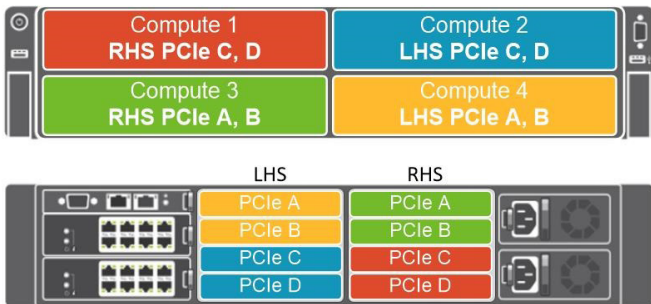 Compute 1
RHS PCIe C, D
Compute 2
LHS PCIe C, D
Compute 3
RHS PCIe A, B
Compute 4
LHS PCIe A, B
LHS
RHS
PCIe A
PCIe A
PCIe B
PCIe B
PCIe C
PCIe C
PCIe D
PCIe D